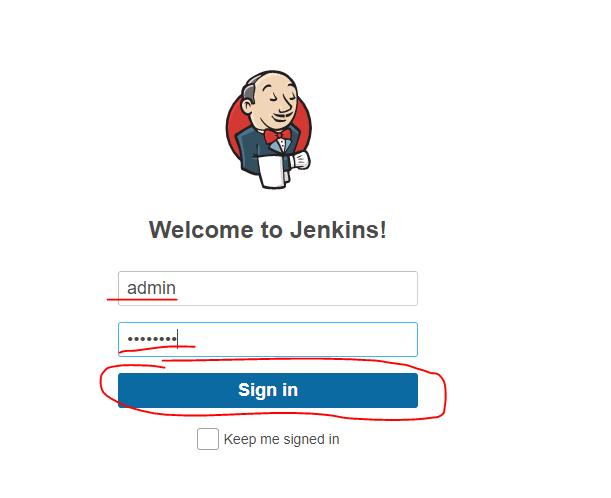 Welcome to Jenkins!
admin
••••••••
Sign in
Keep me signed in